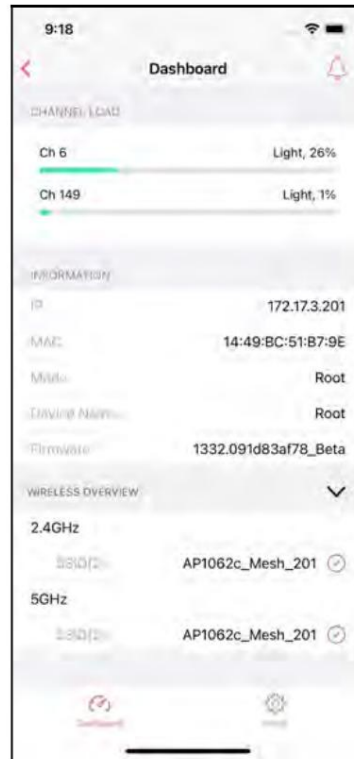 9:18
Dashboard
CHANNEL LOAD
Ch 6 Light, 26%
Ch 149 Light, 1%
INFORMATION
IP 172.17.3.201
MAC 14:49:BC:51:B7:9E
Mode Root
Device Name Root
Firmware 1332.091d83af78_Beta
WIRELESS OVERVIEW
2.4GHz
AP1062c_Mesh_201
5GHz
AP1062c_Mesh_201
Dashboard